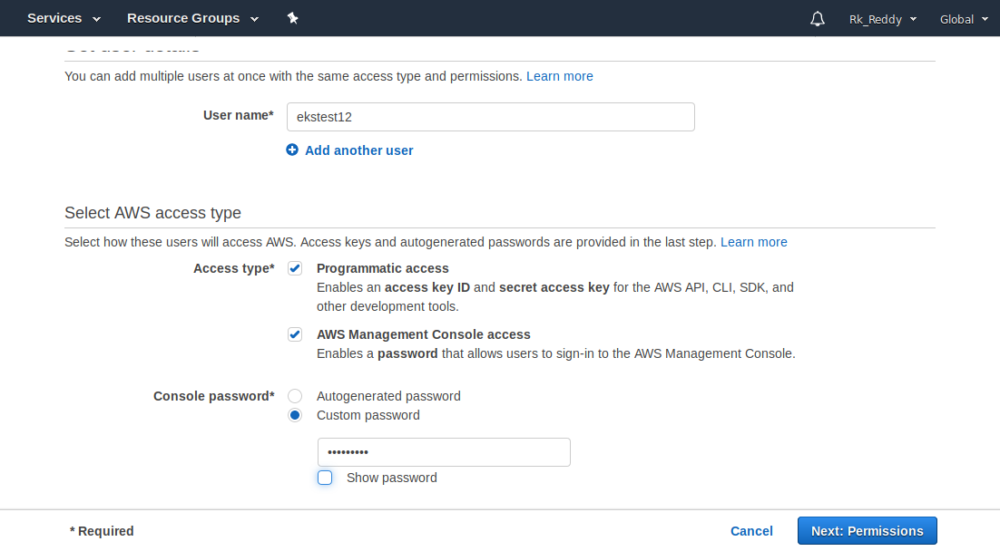 Services Resource Groups Rk_Reddy Global
Set user details
You can add multiple users at once with the same access type and permissions. Learn more
User name* ekstest12
Add another user
Select AWS access type
Select how these users will access AWS. Access keys and autogenerated passwords are provided in the last step. Learn more
Access type* Programmatic access
Enables an access key ID and secret access key for the AWS API, CLI, SDK, and
other development tools.
AWS Management Console access
Enables a password that allows users to sign-in to the AWS Management Console.
Console password* Autogenerated password
Custom password
•••••••••
Show password
* Required Cancel Next: Permissions